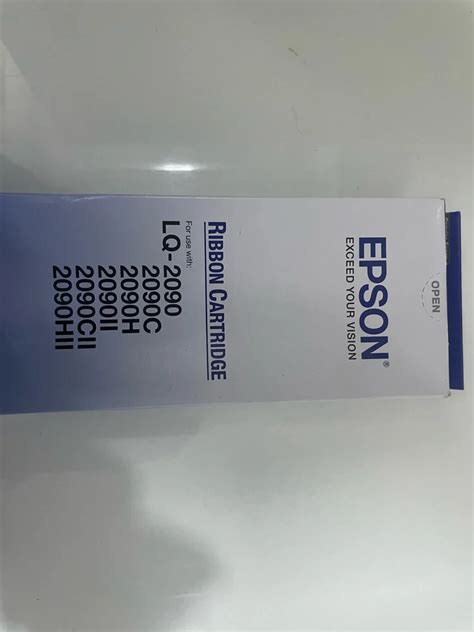 OPEN
EPSON®
EXCEED YOUR VISION
RIBBON CARTRIDGE
For use with:
LQ-2090
2090C
2090H
2090II
2090CII
2090HII